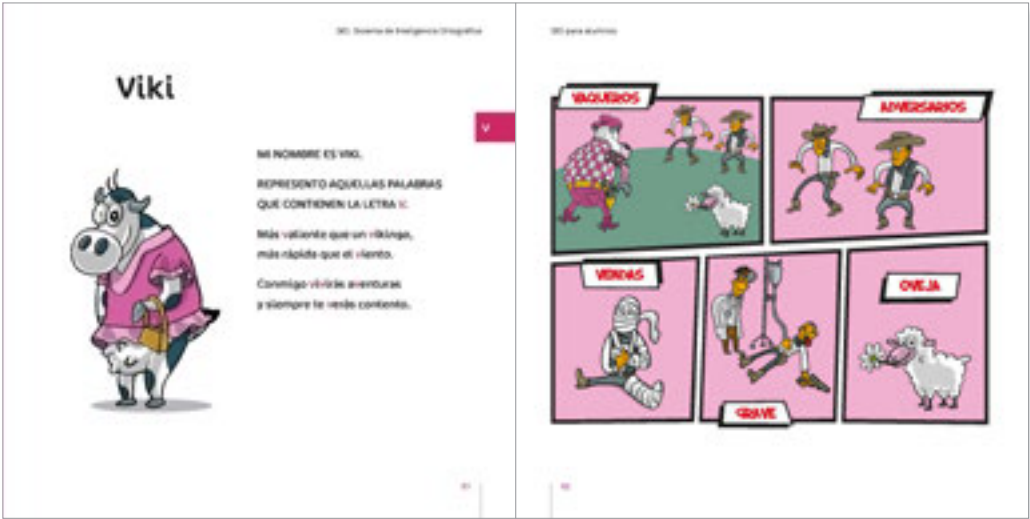 SIO: Sistema de Inteligencia Ortográfica
Viki
V
MI NOMBRE ES VIKI.
REPRESENTO AQUELLAS PALABRAS
QUE CONTIENEN LA LETRA V.
Más valiente que un vikingo,
más rápida que el viento.
Conmigo vivirás aventuras
y siempre te verás contento.
SIO para alumnos
VAQUEROS
ADVERSARIOS
VENDAS
GRAVE
OVEJA